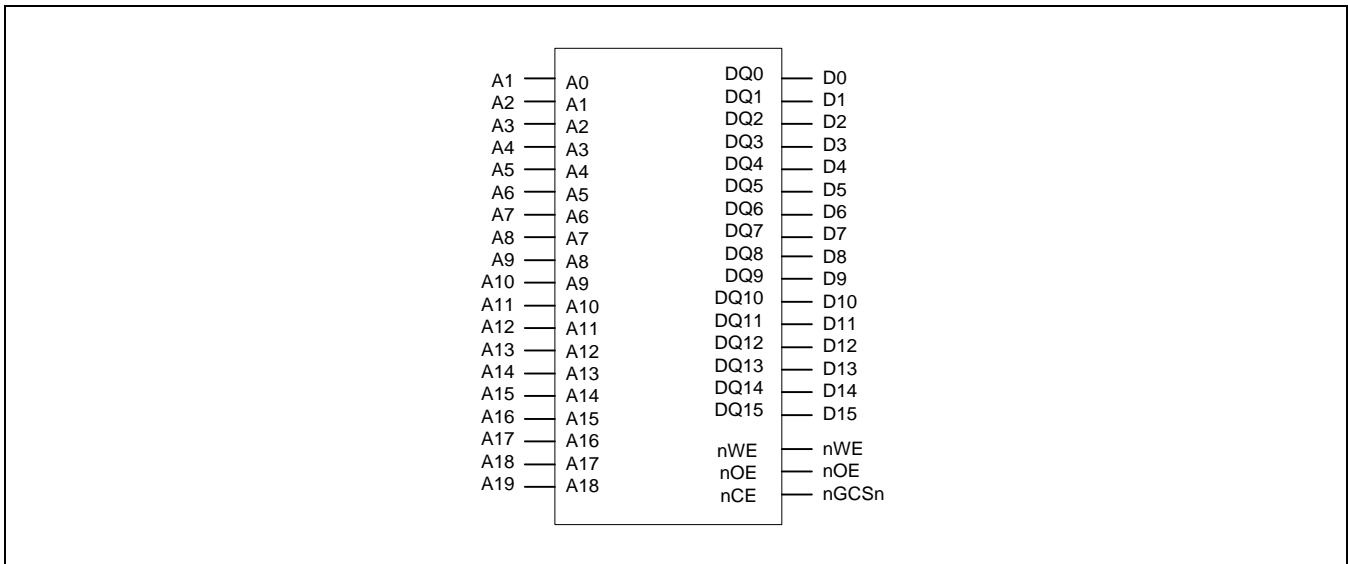 A1 A0 DQ0 D0
A2 A1 DQ1 D1
A3 A2 DQ2 D2
A4 A3 DQ3 D3
A5 A4 DQ4 D4
A6 A5 DQ5 D5
A7 A6 DQ6 D6
A8 A7 DQ7 D7
A9 A8 DQ8 D8
A10 A9 DQ9 D9
A11 A10 DQ10 D10
A12 A11 DQ11 D11
A13 A12 DQ12 D12
A14 A13 DQ13 D13
A15 A14 DQ14 D14
A16 A15 DQ15 D15
A17 A16 nWE nWE
A18 A17 nOE nOE
A19 A18 nCE nGCSn